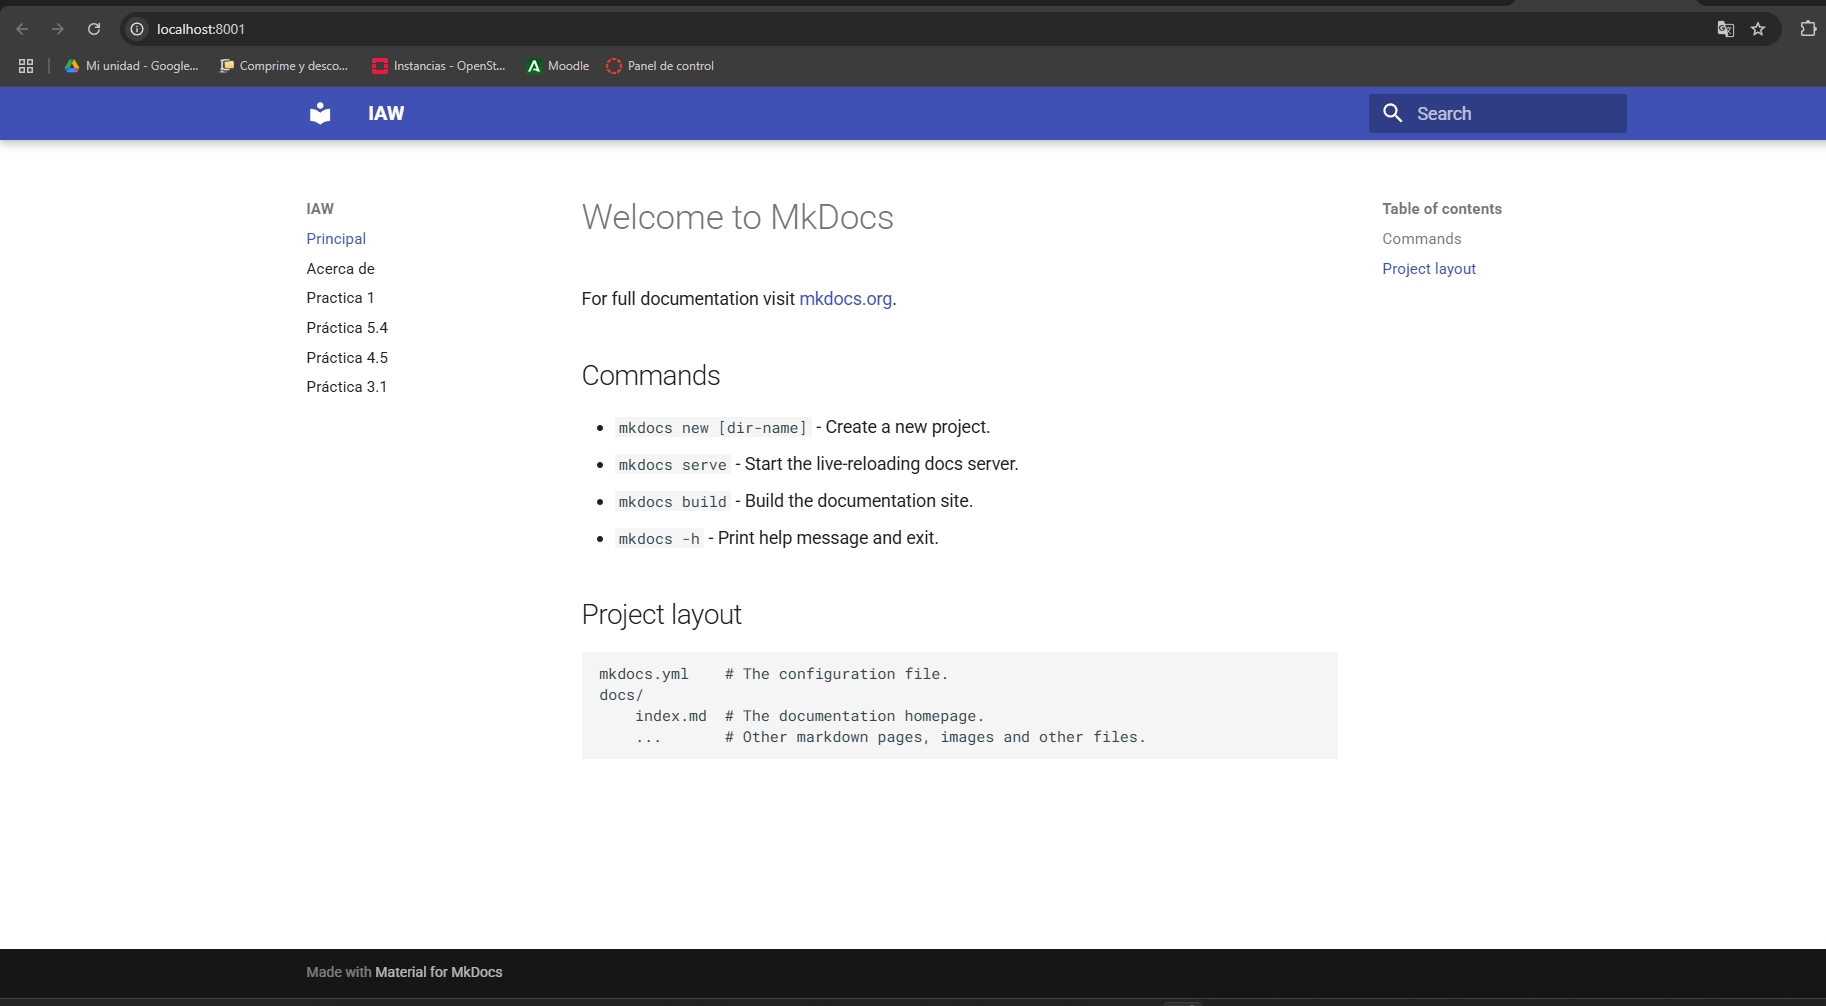 localhost:8001
Mi unidad - Google...
Comprime y desco...
Instancias - OpenSt...
Moodle
Panel de control
IAW
Search
IAW
Principal
Acerca de
Practica 1
Práctica 5.4
Práctica 4.5
Práctica 3.1
Welcome to MkDocs
For full documentation visit mkdocs.org.
Commands
mkdocs new [dir-name] - Create a new project.
mkdocs serve - Start the live-reloading docs server.
mkdocs build - Build the documentation site.
mkdocs -h - Print help message and exit.
Project layout
mkdocs.yml    # The configuration file.
docs/
    index.md  # The documentation homepage.
    ...       # Other markdown pages, images and other files.
Table of contents
Commands
Project layout
Made with Material for MkDocs